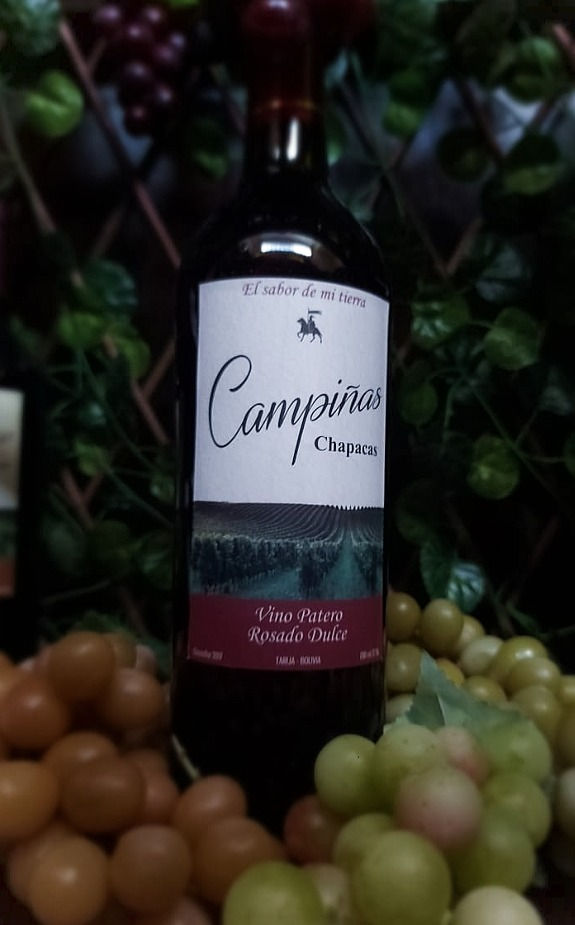 El sabor de mi tierra
Campiñas
Chapacas
Vino Patero
Rosado Dulce
TARIJA - BOLIVIA